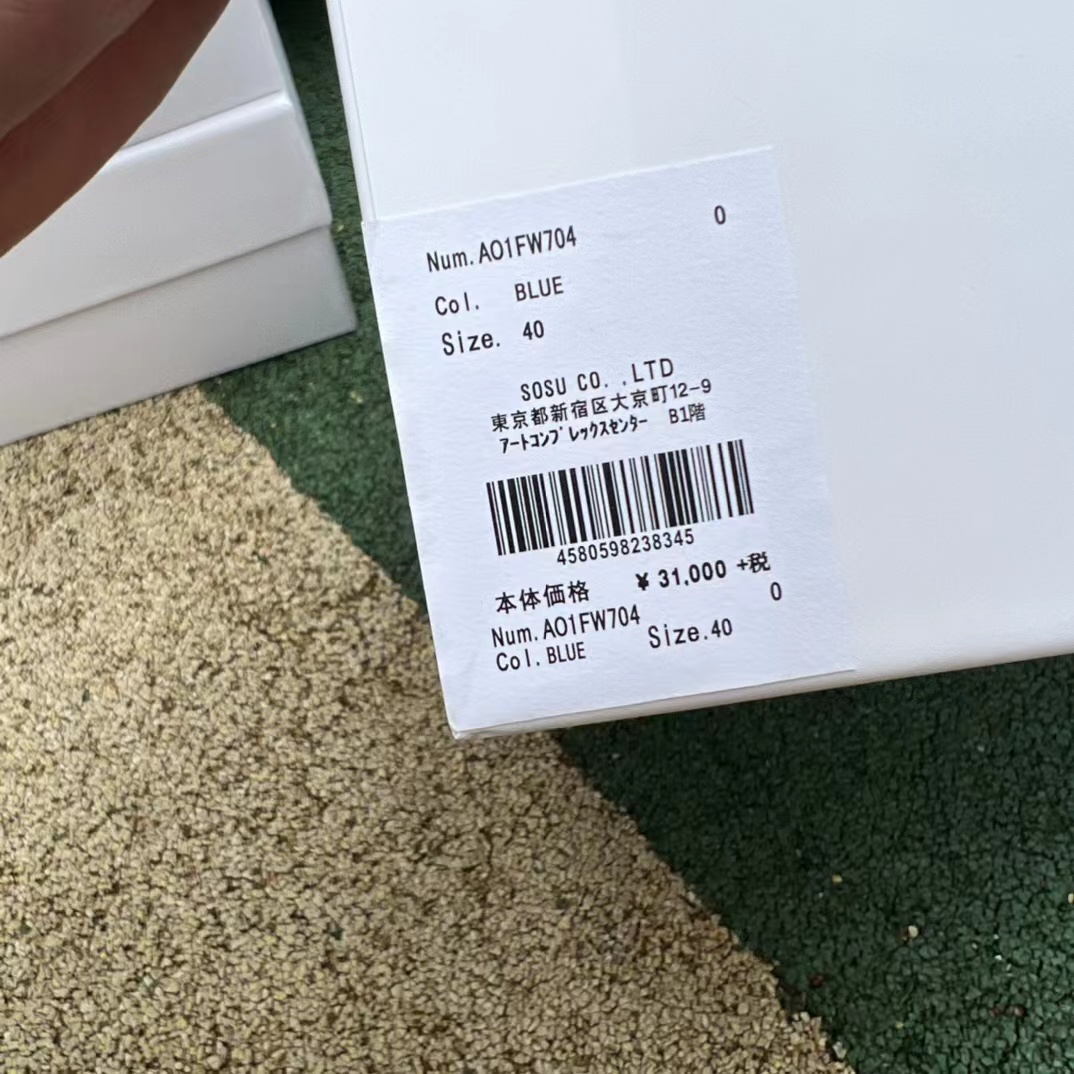 0
Num.A01FW704
Col. BLUE
Size. 40
SOSU CO. ,LTD
東京都新宿区大京町12-9
アートコンプレックスセンター B1階
4580598238345
本体価格 ¥ 31,000 +税
0
Num.A01FW704
Size.40
Col.BLUE